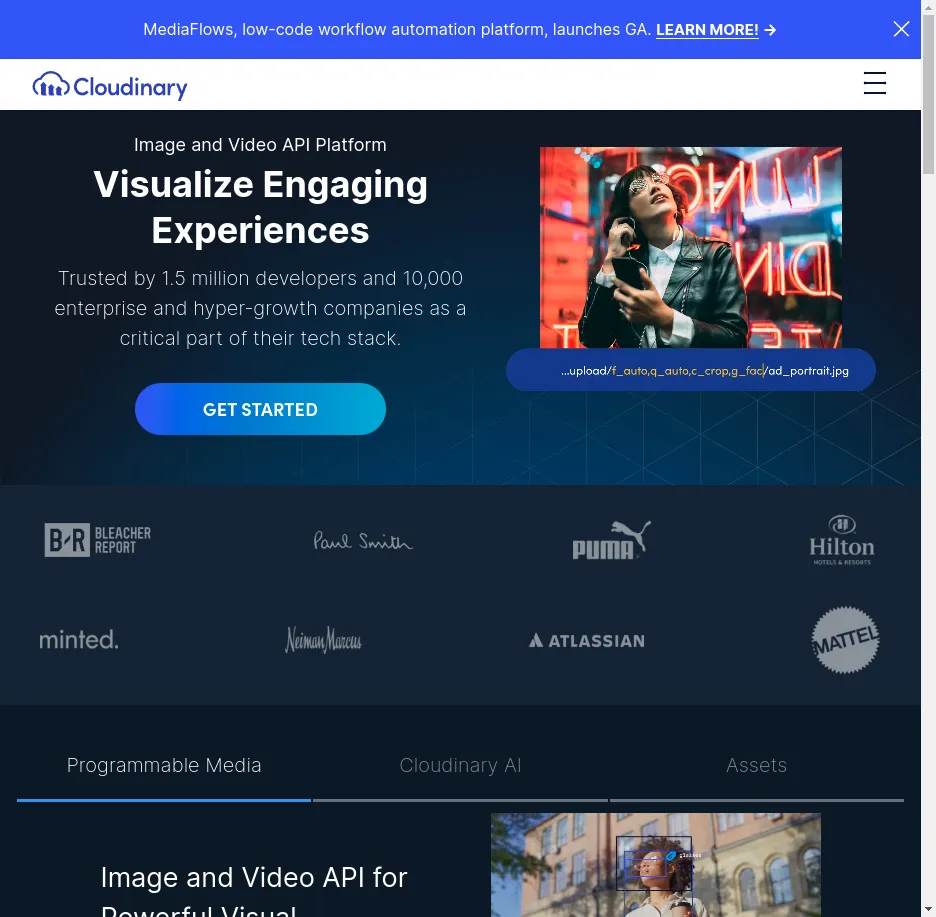 MediaFlows, low-code workflow automation platform, launches GA. LEARN MORE! →
Cloudinary
Image and Video API Platform
Visualize Engaging
Experiences
Trusted by 1.5 million developers and 10,000
enterprise and hyper-growth companies as a
critical part of their tech stack.
GET STARTED
...upload/f_auto,q_auto,c_crop,g_fac/ad_portrait.jpg
B/R BLEACHER
REPORT
Paul Smith
PUMA
Hilton
HOTELS & RESORTS
minted.
Neiman Marcus
ATLASSIAN
MATTEL
Programmable Media
Cloudinary AI
Assets
glasses
Image and Video API for
Powerful Visual